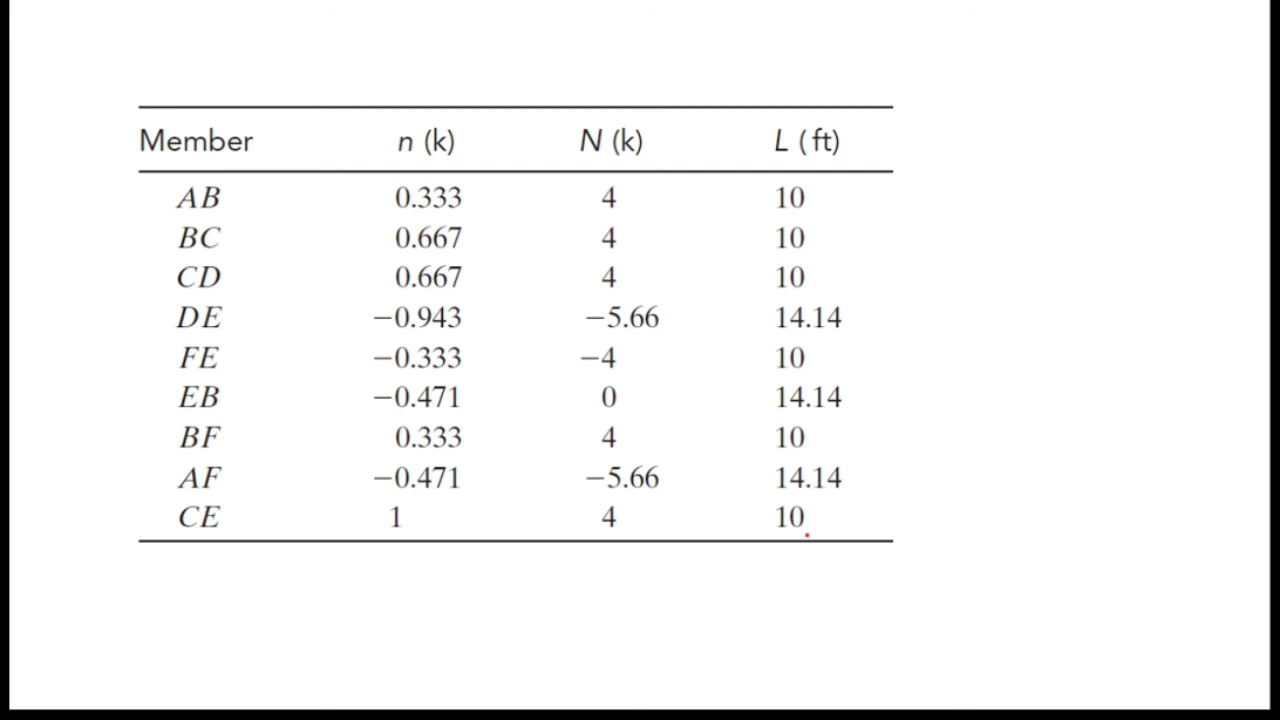 Member n (k) N (k) L (ft)
AB 0.333 4 10
BC 0.667 4 10
CD 0.667 4 10
DE −0.943 −5.66 14.14
FE −0.333 −4 10
EB −0.471 0 14.14
BF 0.333 4 10
AF −0.471 −5.66 14.14
CE 1 4 10